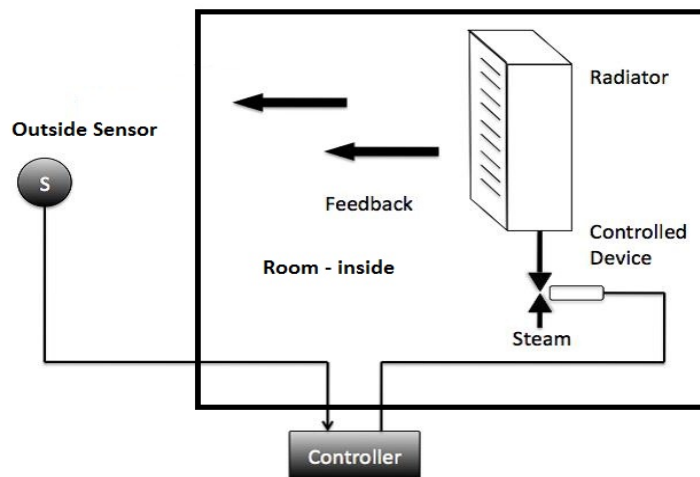 Outside Sensor
S
Radiator
Feedback
Controlled
Device
Room - inside
Steam
Controller